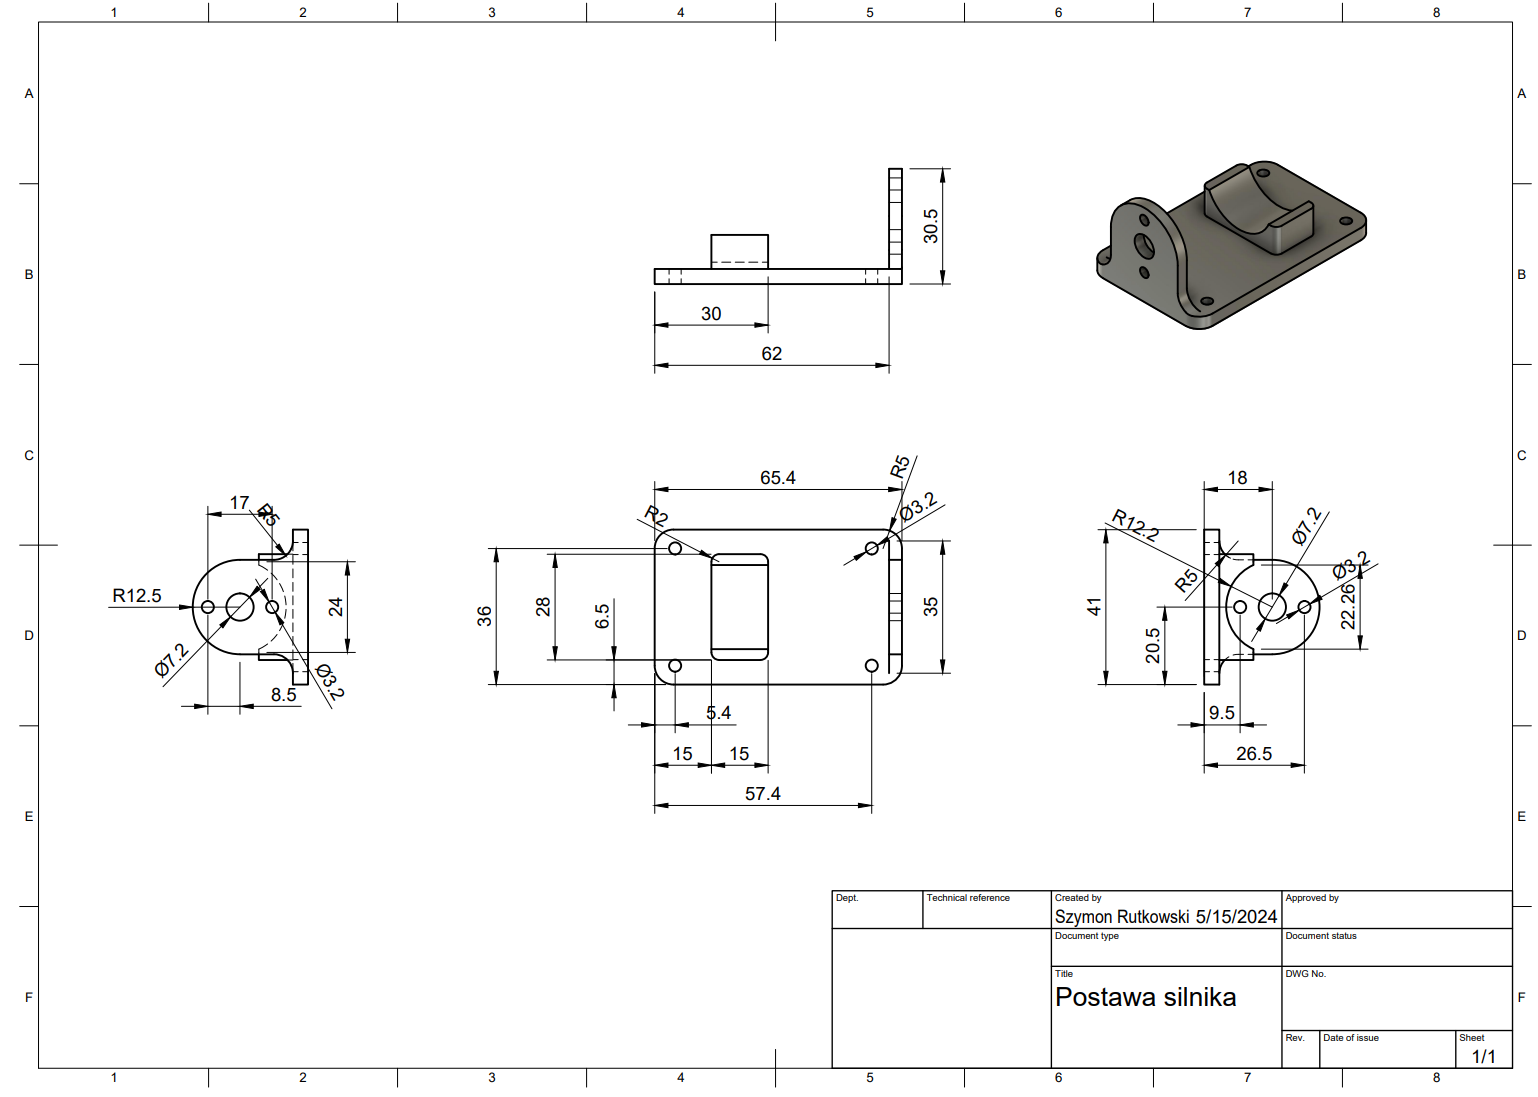 1 2 3 4 5 6 7 8
A A
B B
C C
D D
E E
F F
30.5
30
62
17
R5
R12.5
24
Ø7.2
8.5
Ø3.2
65.4
R5
R2
Ø3.2
36
28
6.5
35
5.4
15 15
57.4
18
R12.2
Ø7.2
Ø3.2
R5
41
22.26
20.5
9.5
26.5
Dept. Technical reference Created by Approved by
Szymon Rutkowski 5/15/2024
Document type Document status
Title DWG No.
Postawa silnika
Rev. Date of issue Sheet
1/1
1 2 3 4 5 6 7 8